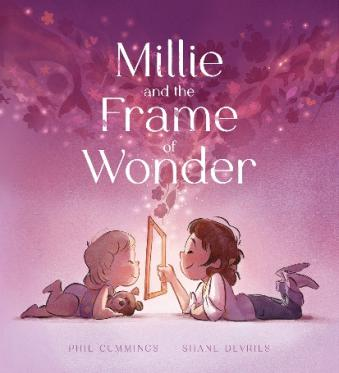 Millie
and the
Frame
of
Wonder
PHIL CUMMINGS SHANE DEVRIES